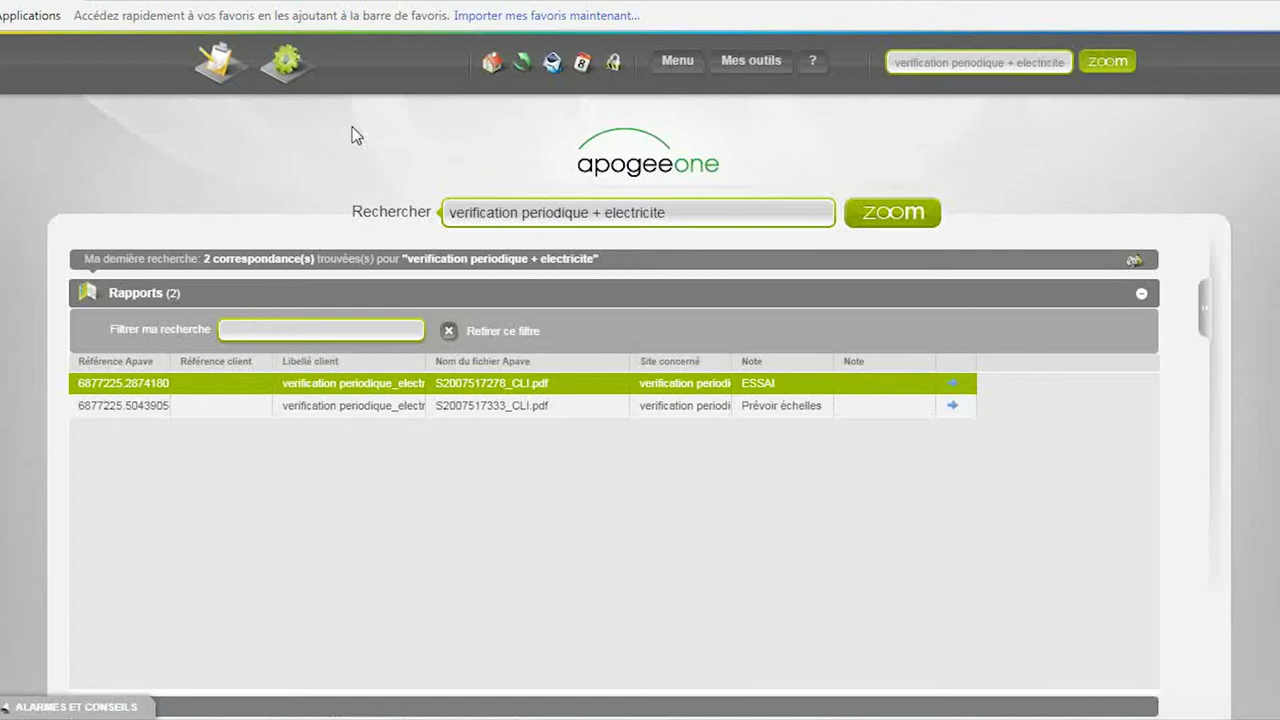 Applications Accédez rapidement à vos favoris en les ajoutant à la barre de favoris. Importer mes favoris maintenant...
8 Menu Mes outils ? verification periodique + electricite zoom
apogeeone
Rechercher verification periodique + electricite zoom
Ma dernière recherche: 2 correspondance(s) trouvées(s) pour "verification periodique + electricite"
Rapports (2)
Filtrer ma recherche Retirer ce filtre
Référence Apave Référence client Libellé client Nom du fichier Apave Site concerné Note Note
6877225.2874180 verification periodique_electr S2007517278_CLI.pdf verification periodi ESSAI
6877225.5043905 verification periodique_electr S2007517333_CLI.pdf verification periodi Prévoir échelles
ALARMES ET CONSEILS